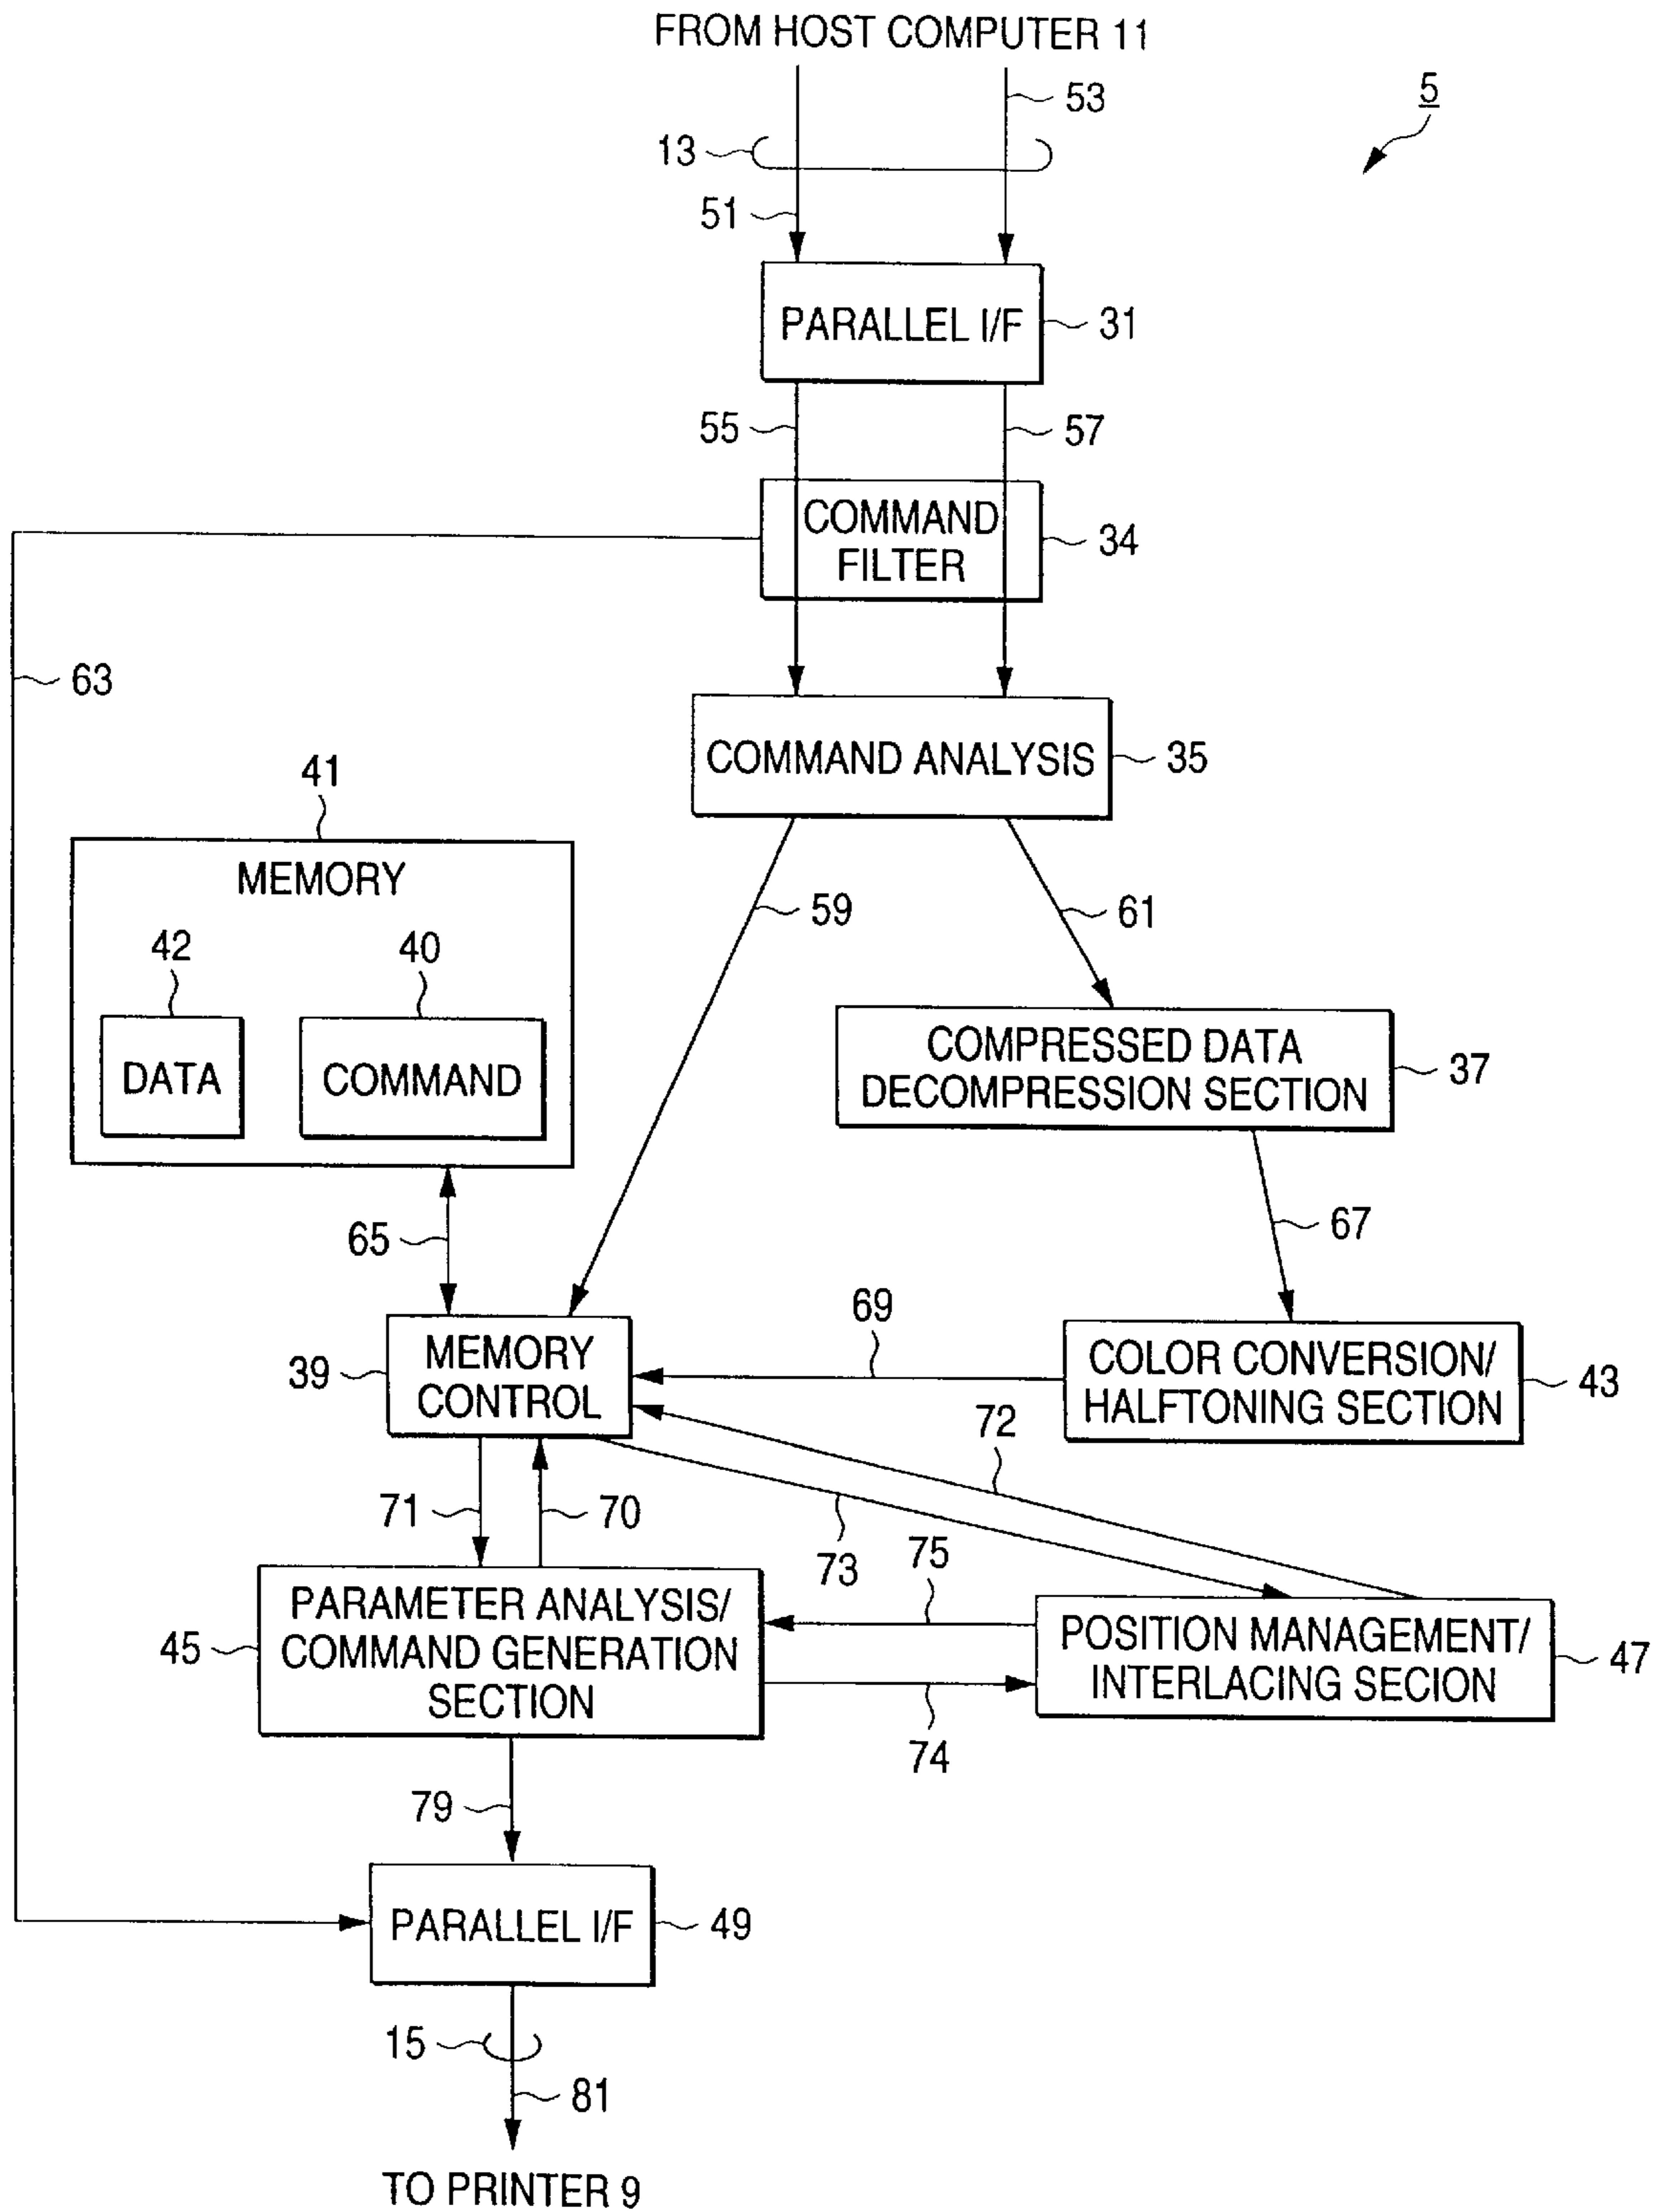 FROM HOST COMPUTER 11
5
53
13
51
PARALLEL I/F
31
55
57
COMMAND
FILTER
34
63
COMMAND ANALYSIS
35
41
MEMORY
59
61
42
40
DATA
COMMAND
COMPRESSED DATA
DECOMPRESSION SECTION
37
65
67
69
MEMORY
CONTROL
39
COLOR CONVERSION/
HALFTONING SECTION
43
72
71
70
73
75
PARAMETER ANALYSIS/
COMMAND GENERATION
SECTION
45
POSITION MANAGEMENT/
INTERLACING SECION
47
74
79
PARALLEL I/F
49
15
81
TO PRINTER 9